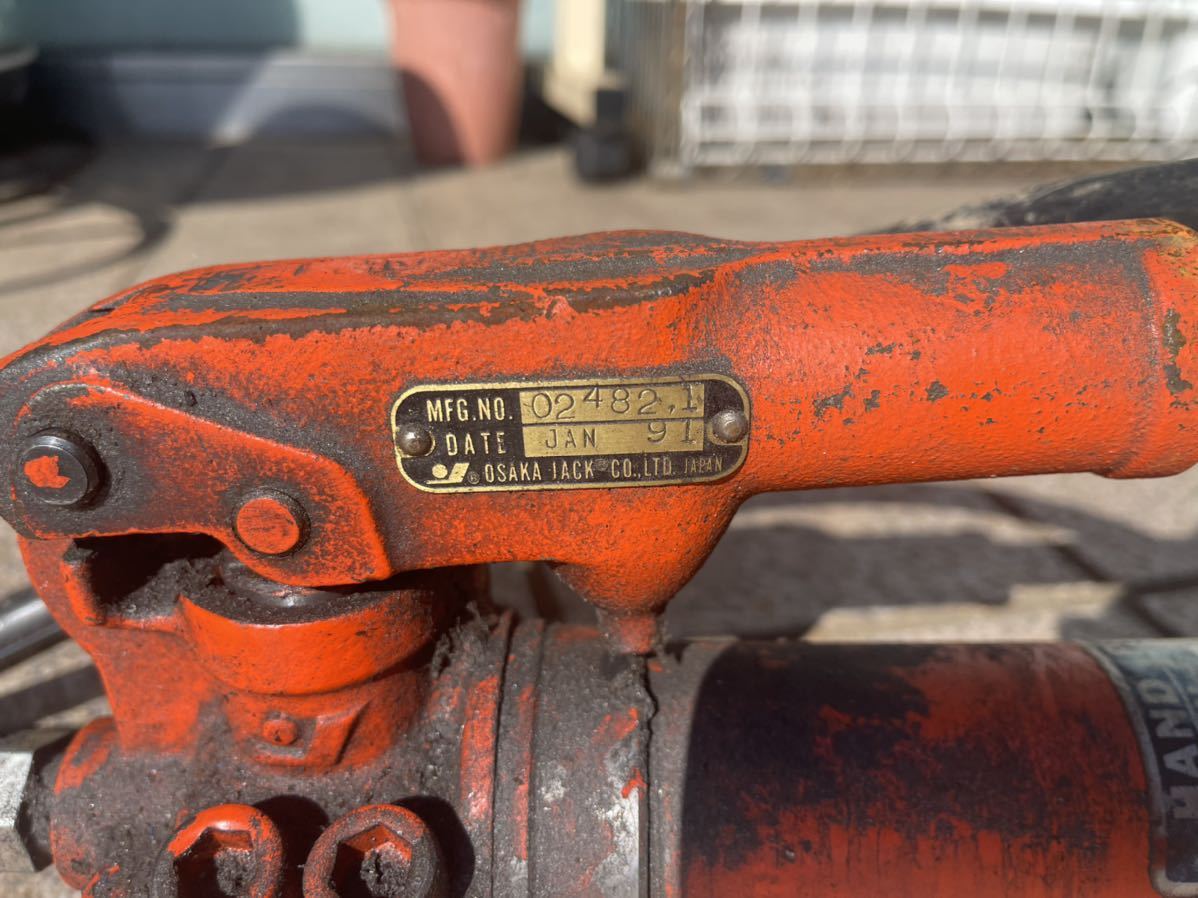 MFG.NO. 02482,1
DATE JAN 91
® OSAKA JACK® CO.,LTD. JAPAN
HAND